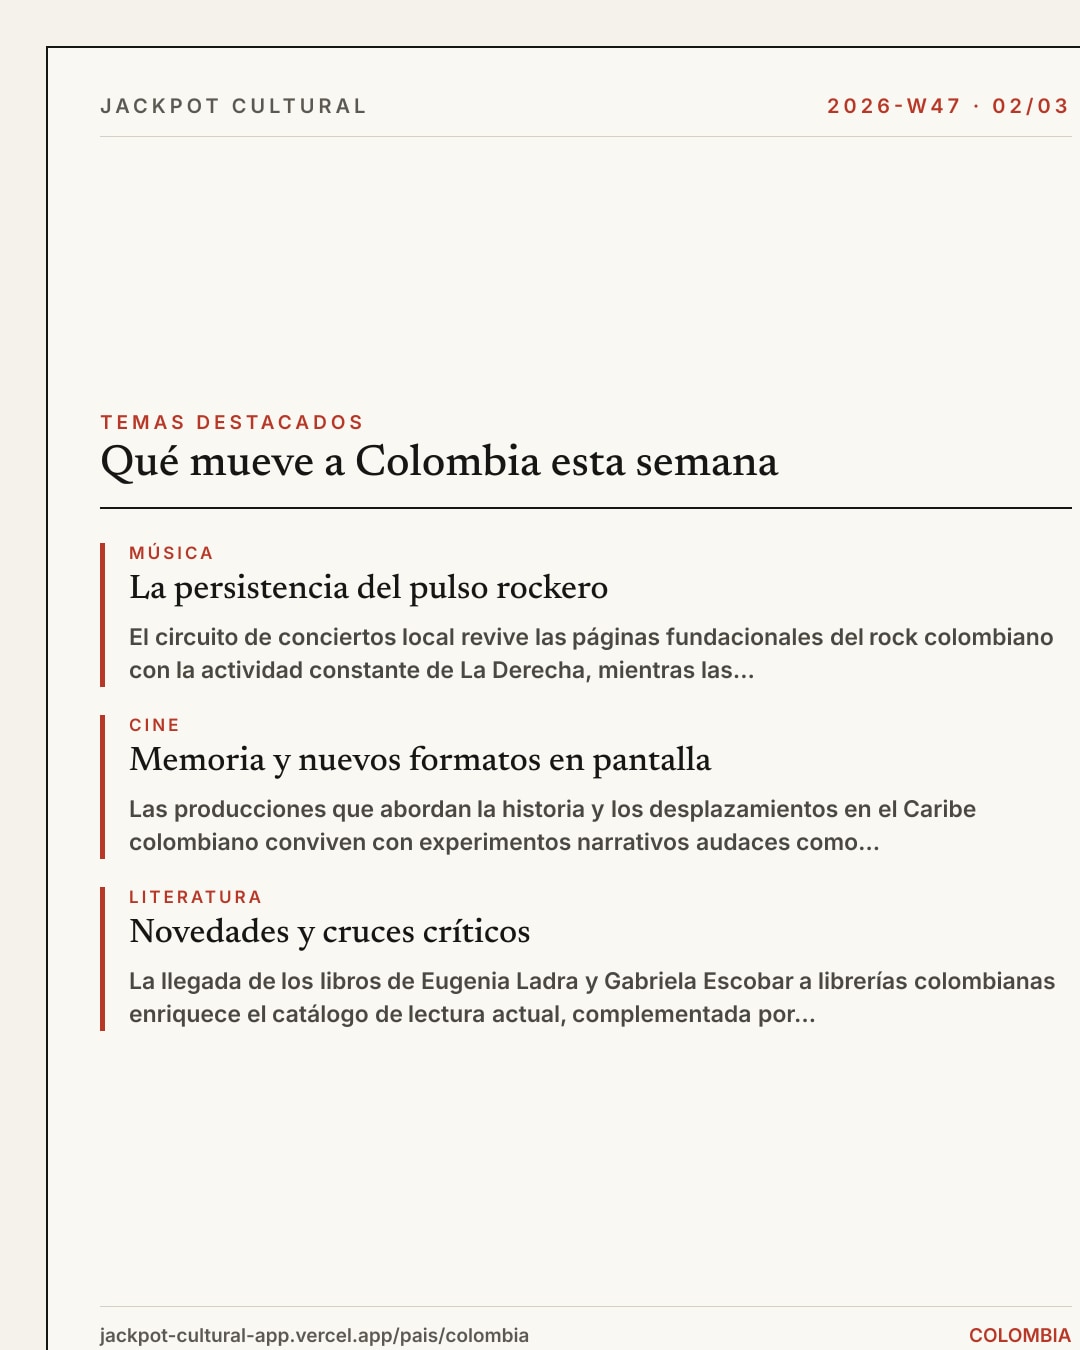 JACKPOT CULTURAL
2026-W47 · 02/03
TEMAS DESTACADOS
Qué mueve a Colombia esta semana
MÚSICA
La persistencia del pulso rockero
El circuito de conciertos local revive las páginas fundacionales del rock colombiano
con la actividad constante de La Derecha, mientras las...
CINE
Memoria y nuevos formatos en pantalla
Las producciones que abordan la historia y los desplazamientos en el Caribe
colombiano conviven con experimentos narrativos audaces como...
LITERATURA
Novedades y cruces críticos
La llegada de los libros de Eugenia Ladra y Gabriela Escobar a librerías colombianas
enriquece el catálogo de lectura actual, complementada por...
jackpot-cultural-app.vercel.app/pais/colombia
COLOMBIA